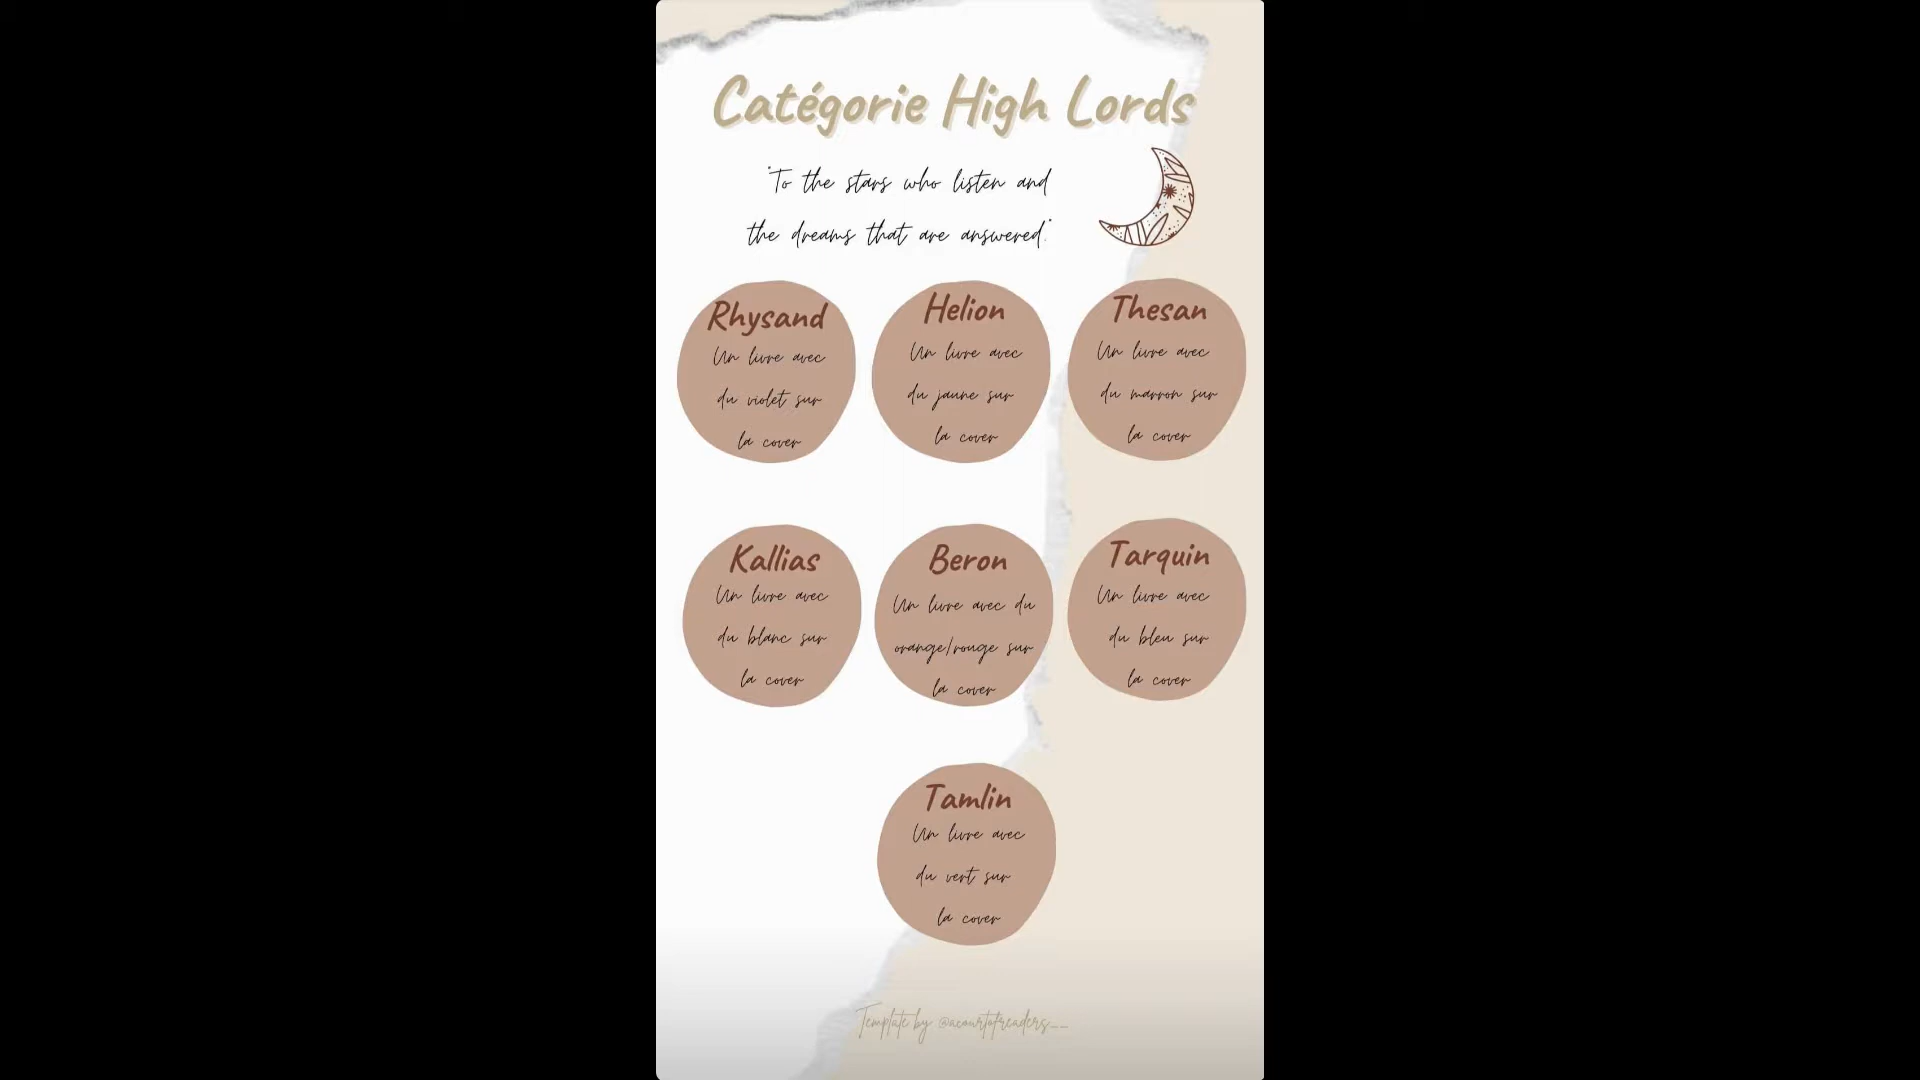 Catégorie High Lords
"To the stars who listen and
the dreams that are answered."
Rhysand
Un livre avec
du violet sur
la cover
Helion
Un livre avec
du jaune sur
la cover
Thesan
Un livre avec
du marron sur
la cover
Kallias
Un livre avec
du blanc sur
la cover
Beron
Un livre avec du
orange/rouge sur
la cover
Tarquin
Un livre avec
du bleu sur
la cover
Tamlin
Un livre avec
du vert sur
la cover
Template by @acourtofreaders__